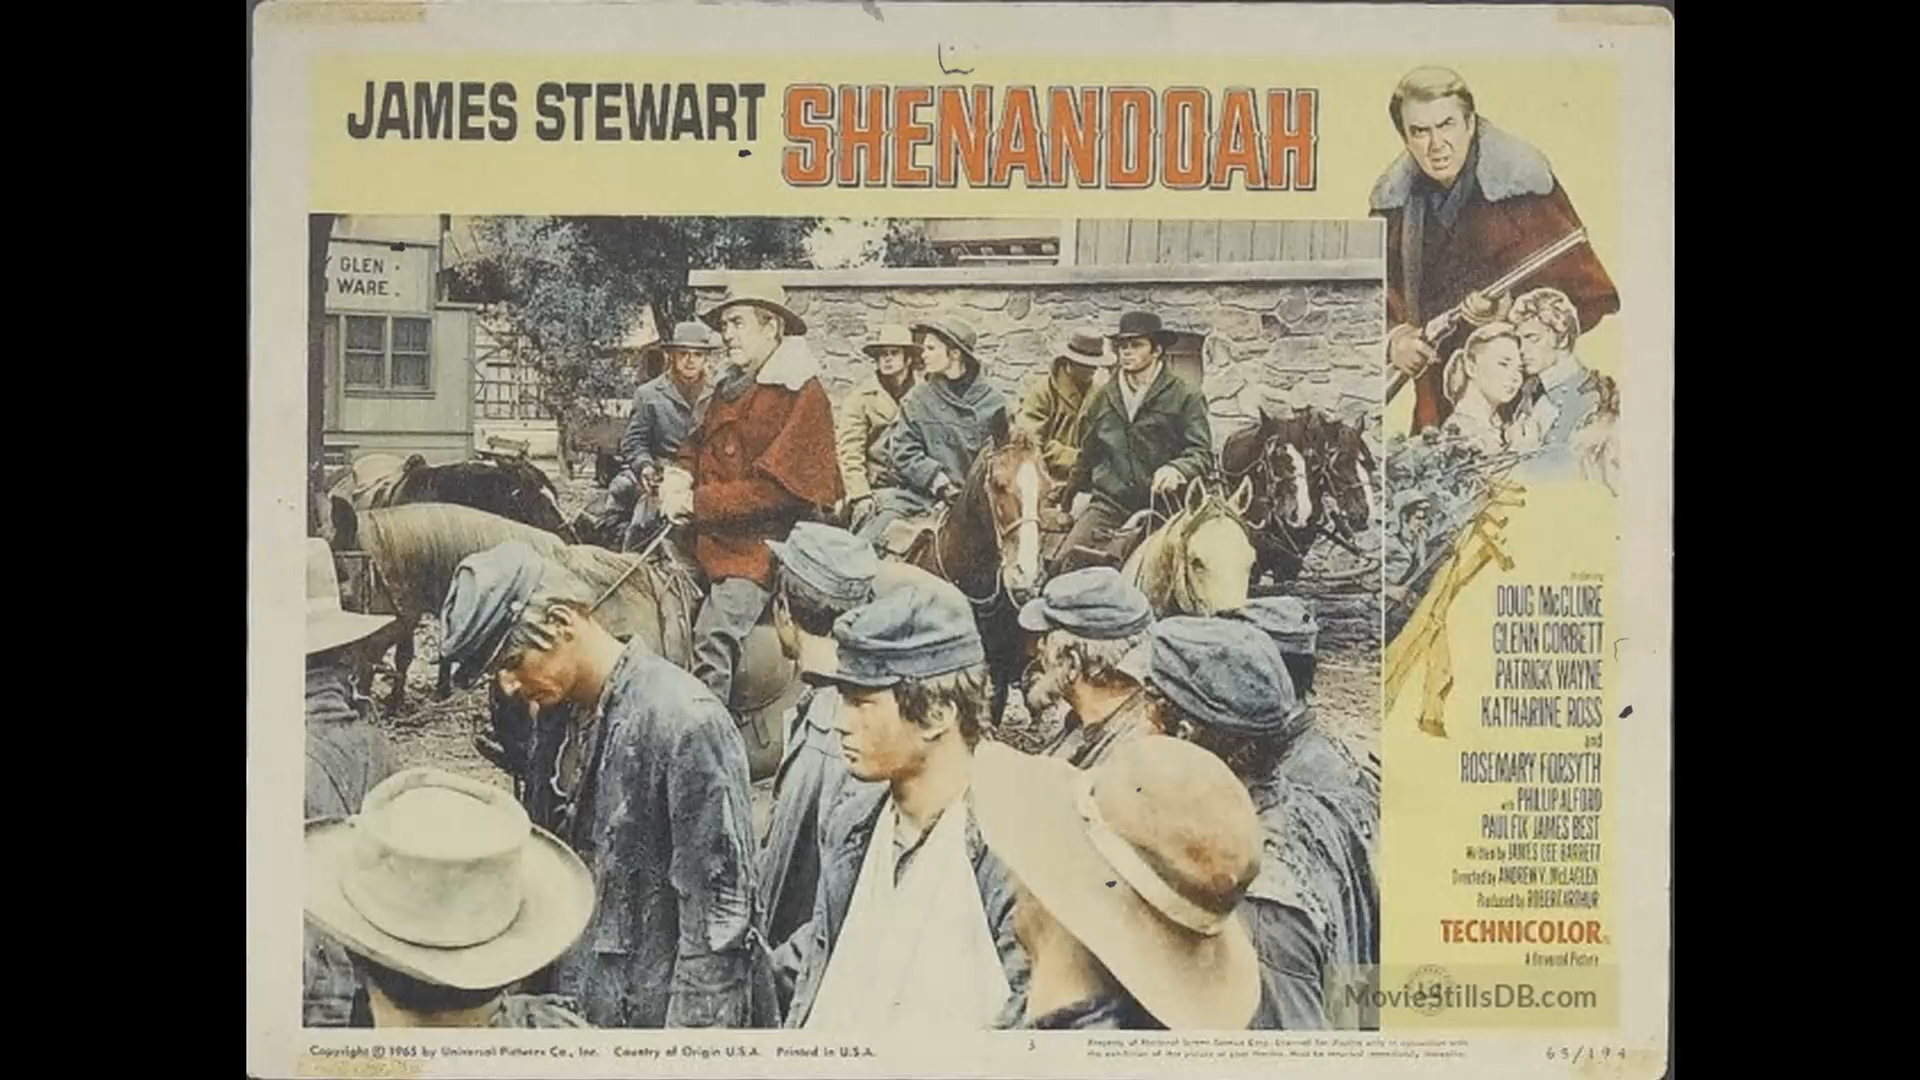 JAMES STEWART SHENANDOAH
Y GLEN
WARE.
DOUG McCLURE
GLENN CORBETT
PATRICK WAYNE
KATHARINE ROSS
and
ROSEMARY FORSYTH
with PHILLIP ALFORD
PAUL FIX JAMES BEST
Written by JAMES LEE BARRETT
Directed by ANDREW V. McLAGLEN
Produced by ROBERT ARTHUR
TECHNICOLOR
A Universal Picture
MovieStillsDB.com
Copyright © 1965 by Universal Pictures Co., Inc. Country of Origin U.S.A. Printed in U.S.A.
3
65/194